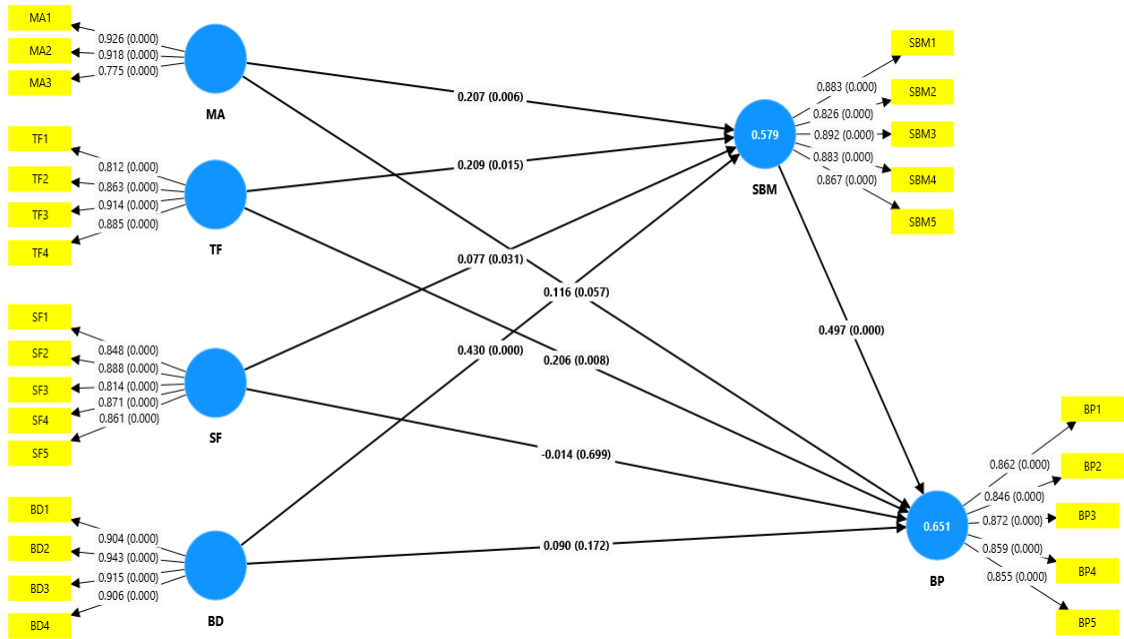 MA1
MA2
MA3
0.926 (0.000)
0.918 (0.000)
0.775 (0.000)
MA
TF1
TF2
TF3
TF4
0.812 (0.000)
0.863 (0.000)
0.914 (0.000)
0.885 (0.000)
TF
SF1
SF2
SF3
SF4
SF5
0.848 (0.000)
0.888 (0.000)
0.814 (0.000)
0.871 (0.000)
0.861 (0.000)
SF
BD1
BD2
BD3
BD4
0.904 (0.000)
0.943 (0.000)
0.915 (0.000)
0.906 (0.000)
BD
0.207 (0.006)
0.209 (0.015)
0.077 (0.031)
0.116 (0.057)
0.430 (0.000)
0.206 (0.008)
-0.014 (0.699)
0.090 (0.172)
0.579
SBM
0.883 (0.000)
0.826 (0.000)
0.892 (0.000)
0.883 (0.000)
0.867 (0.000)
SBM1
SBM2
SBM3
SBM4
SBM5
0.497 (0.000)
0.651
BP
0.862 (0.000)
0.846 (0.000)
0.872 (0.000)
0.859 (0.000)
0.855 (0.000)
BP1
BP2
BP3
BP4
BP5